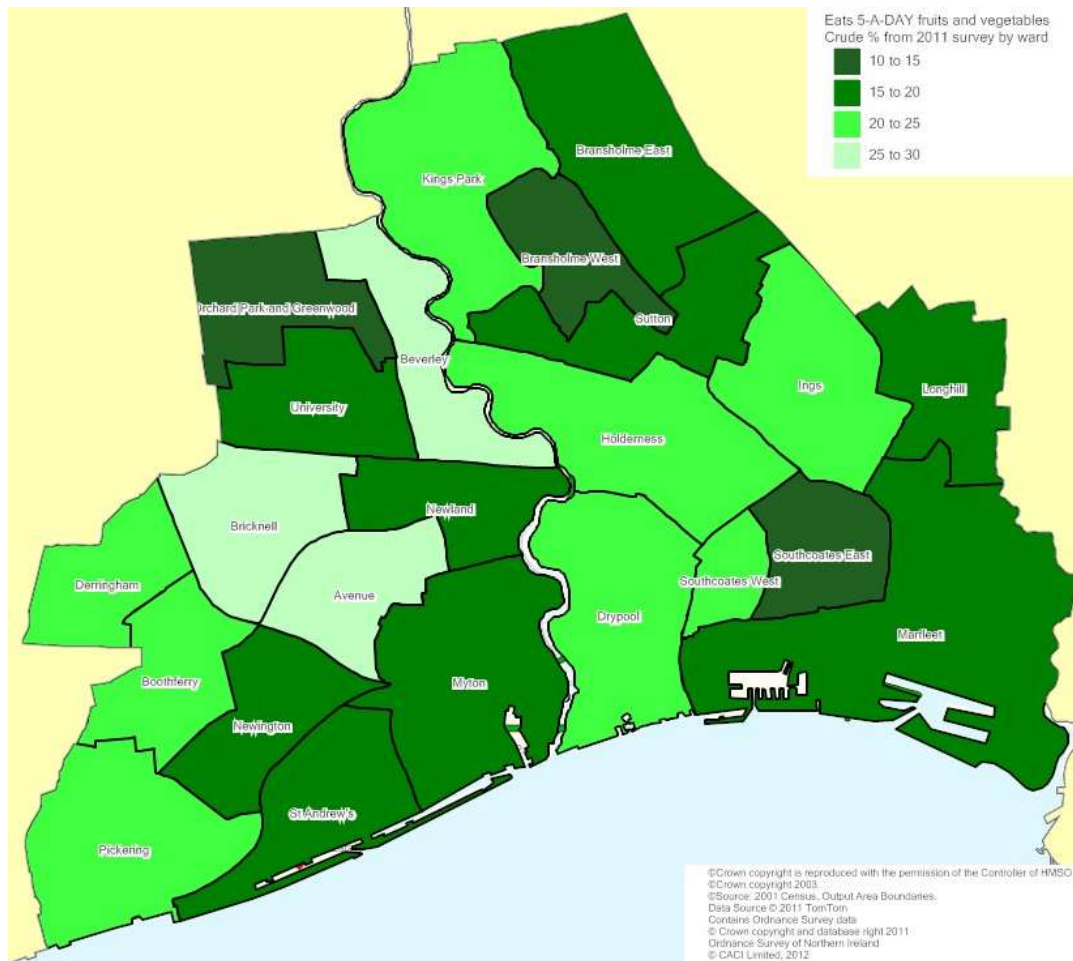 Eats 5-A-DAY fruits and vegetables
Crude % from 2011 survey by ward
10 to 15
15 to 20
20 to 25
25 to 30
Bransholme East
Kings Park
Bransholme West
Orchard Park and Greenwood
Sutton
Beverley
Ings
Longhill
University
Holderness
Newland
Bricknell
Southcoates East
Derringham
Avenue
Southcoates West
Drypool
Marfleet
Boothferry
Myton
Newington
St Andrew's
Pickering
©Crown copyright is reproduced with the permission of the Controller of HMSO
©Crown copyright 2003.
©Source: 2001 Census, Output Area Boundaries.
Data Source © 2011 TomTom
Contains Ordnance Survey data
© Crown copyright and database right 2011
Ordnance Survey of Northern Ireland
© CACI Limited, 2012